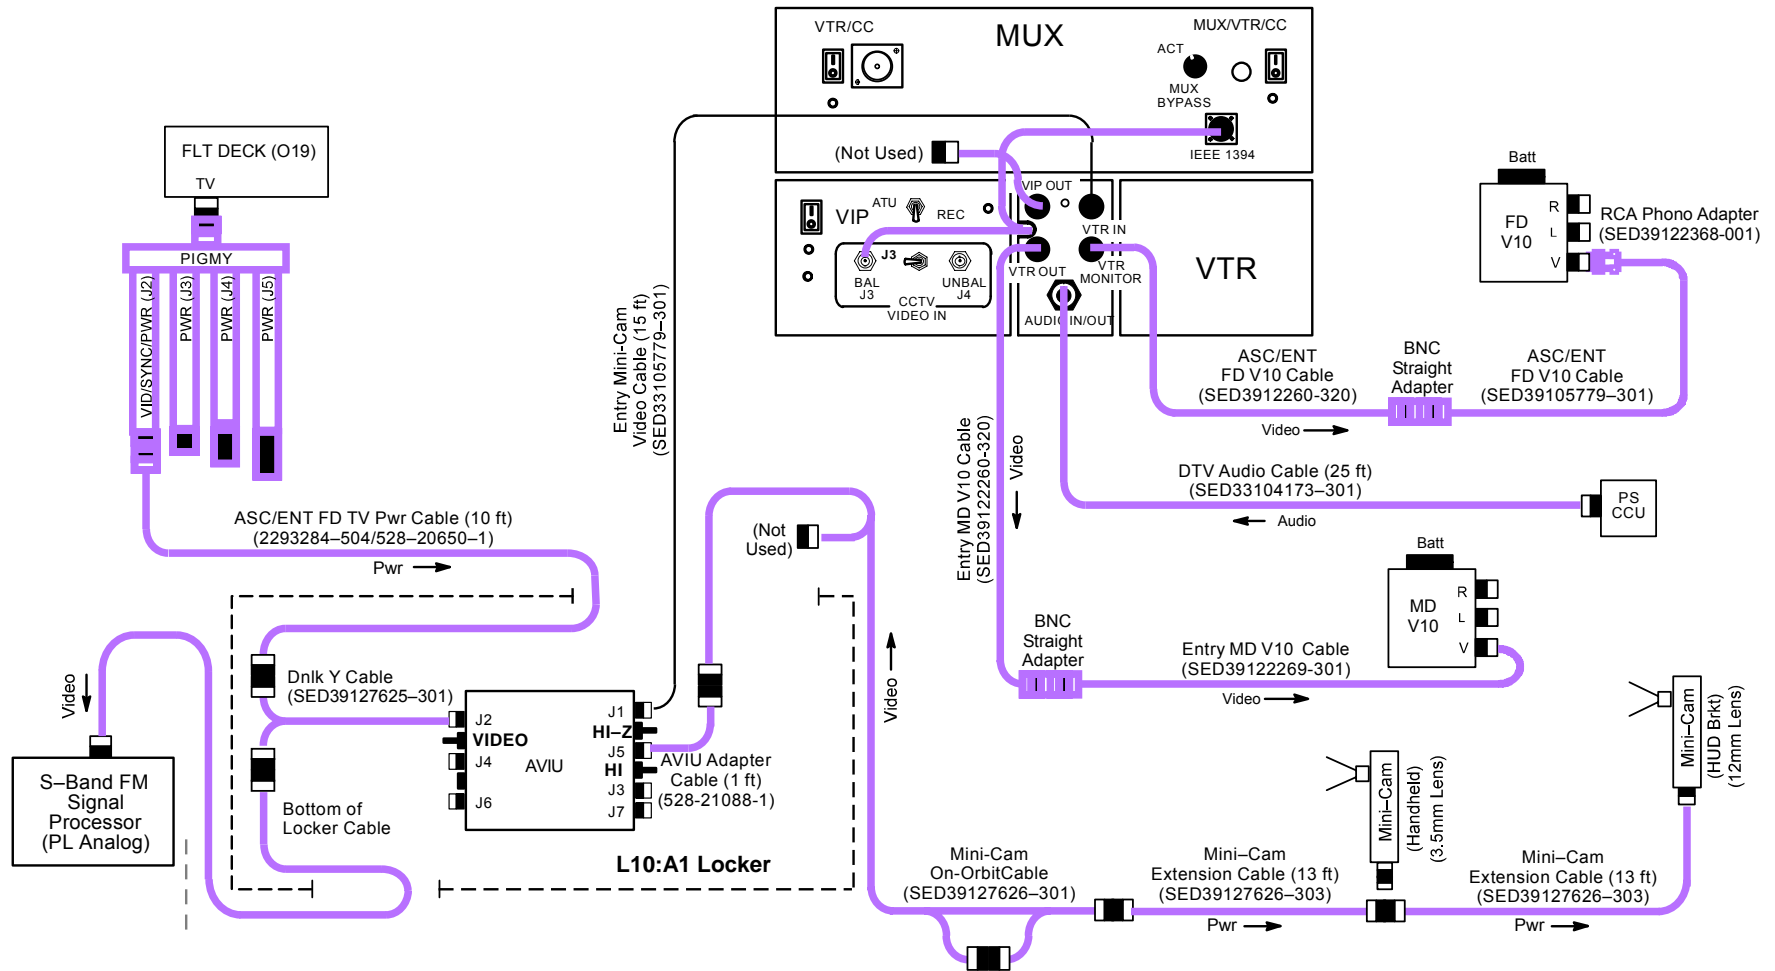 VTR/CC
MUX
MUX/VTR/CC
ACT
MUX
BYPASS
IEEE 1394
(Not Used)
FLT DECK (O19)
TV
PIGMY
VID/SYNC/PWR (J2)
PWR (J3)
PWR (J4)
PWR (J5)
VIP
ATU
REC
J3
BAL
J3
UNBAL
J4
CCTV
VIDEO IN
VIP OUT
VTR IN
VTR OUT
VTR
MONITOR
AUDIO IN/OUT
VTR
Batt
FD
V10
R
L
V
RCA Phono Adapter
(SED39122368-001)
Entry Mini-Cam
Video Cable (15 ft)
(SED33105779–301)
ASC/ENT
FD V10 Cable
(SED3912260-320)
Video
BNC
Straight
Adapter
ASC/ENT
FD V10 Cable
(SED39105779–301)
Entry MD V10 Cable
(SED39122260-320)
Video
DTV Audio Cable (25 ft)
(SED33104173–301)
Audio
PS
CCU
ASC/ENT FD TV Pwr Cable (10 ft)
(2293284–504/528–20650–1)
Pwr
(Not
Used)
Batt
MD
V10
R
L
V
BNC
Straight
Adapter
Entry MD V10 Cable
(SED39122269-301)
Video
Video
Dnlk Y Cable
(SED39127625–301)
J2
VIDEO
J4
J6
AVIU
J1
HI–Z
J5
HI
J3
J7
AVIU Adapter
Cable (1 ft)
(528-21088-1)
Video
S–Band FM
Signal
Processor
(PL Analog)
Bottom of
Locker Cable
L10:A1 Locker
Mini-Cam
On-OrbitCable
(SED39127626–301)
Mini–Cam
Extension Cable (13 ft)
(SED39127626–303)
Pwr
Mini–Cam
(Handheld)
(3.5mm Lens)
Mini–Cam
Extension Cable (13 ft)
(SED39127626–303)
Pwr
Mini–Cam
(HUD Brkt)
(12mm Lens)